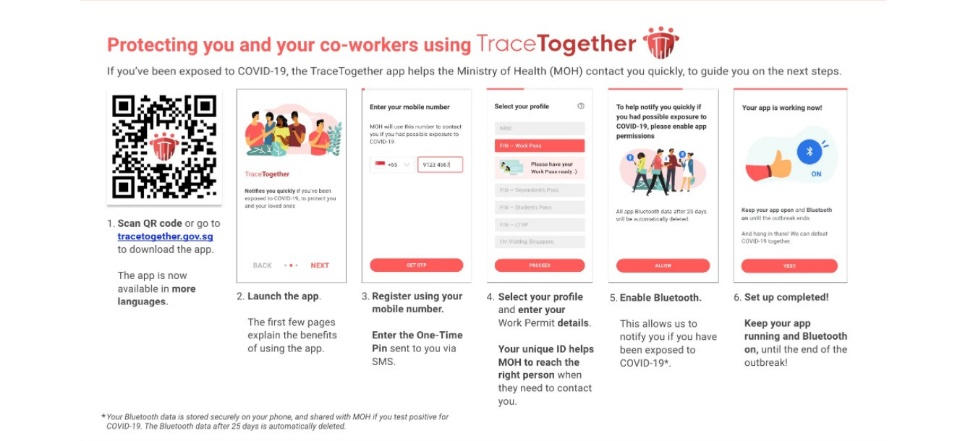 Protecting you and your co-workers using TraceTogether
If you've been exposed to COVID-19, the TraceTogether app helps the Ministry of Health (MOH) contact you quickly, to guide you on the next steps.
1. Scan QR code or go to
tracetogether.gov.sg
to download the app.
The app is now
available in more
languages.
TraceTogether
Notifies you quickly if you've been
exposed to COVID-19, to protect you
and your loved ones
BACK
NEXT
2. Launch the app.
The first few pages
explain the benefits
of using the app.
Enter your mobile number
MOH will use this number to contact
you if you had possible exposure to
COVID-19.
+65
9123 4567
GET OTP
3. Register using your
mobile number.
Enter the One-Time
Pin sent to you via
SMS.
Select your profile
NRIC
FIN – Work Pass
Please have your
Work Pass ready :)
FIN – Dependent's Pass
FIN – Student's Pass
FIN – LTVP
I'm Visiting Singapore
PROCEED
4. Select your profile
and enter your
Work Permit details.
Your unique ID helps
MOH to reach the
right person when
they need to contact
you.
To help notify you quickly if
you had possible exposure to
COVID-19, please enable app
permissions
All app Bluetooth data after 25 days
will be automatically deleted.
ALLOW
5. Enable Bluetooth.
This allows us to
notify you if you have
been exposed to
COVID-19*.
Your app is working now!
ON
Keep your app open and Bluetooth
on until the outbreak ends.
And hang in there! We can defeat
COVID-19 together.
YES!
6. Set up completed!
Keep your app
running and Bluetooth
on, until the end of the
outbreak!
*Your Bluetooth data is stored securely on your phone, and shared with MOH if you test positive for
COVID-19. The Bluetooth data after 25 days is automatically deleted.